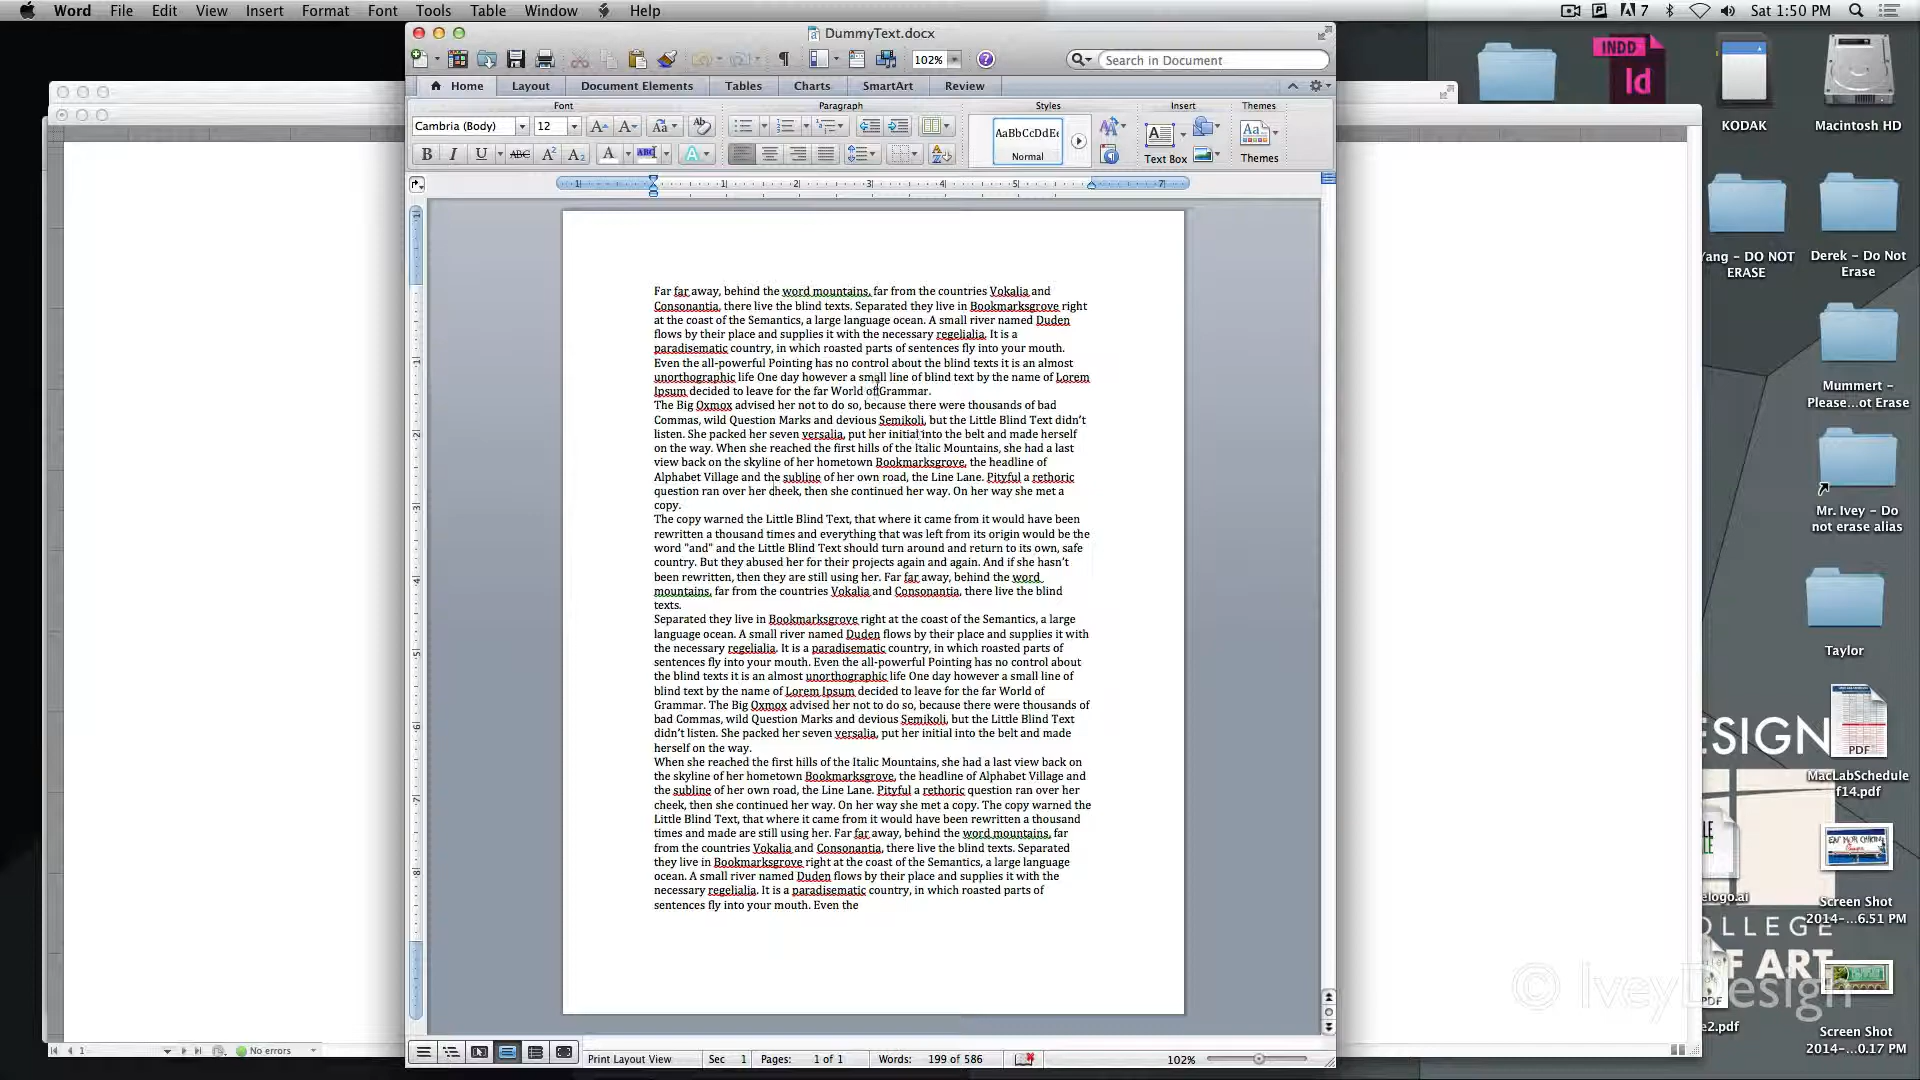 Word File Edit View Insert Format Font Tools Table Window Help
7 Sat 1:50 PM
DummyText.docx
102% Search in Document
Home Layout Document Elements Tables Charts SmartArt Review
Font Paragraph Styles Insert Themes
Cambria (Body) 12 AaBbCcDdEe
Normal Text Box Themes
Far far away, behind the word mountains, far from the countries Vokalia and
Consonantia, there live the blind texts. Separated they live in Bookmarksgrove right
at the coast of the Semantics, a large language ocean. A small river named Duden
flows by their place and supplies it with the necessary regelialia. It is a
paradisematic country, in which roasted parts of sentences fly into your mouth.
Even the all-powerful Pointing has no control about the blind texts it is an almost
unorthographic life One day however a small line of blind text by the name of Lorem
Ipsum decided to leave for the far World of Grammar.
The Big Oxmox advised her not to do so, because there were thousands of bad
Commas, wild Question Marks and devious Semikoli, but the Little Blind Text didn't
listen. She packed her seven versalia, put her initial into the belt and made herself
on the way. When she reached the first hills of the Italic Mountains, she had a last
view back on the skyline of her hometown Bookmarksgrove, the headline of
Alphabet Village and the subline of her own road, the Line Lane. Pityful a rethoric
question ran over her cheek, then she continued her way. On her way she met a
copy.
The copy warned the Little Blind Text, that where it came from it would have been
rewritten a thousand times and everything that was left from its origin would be the
word "and" and the Little Blind Text should turn around and return to its own, safe
country. But they abused her for their projects again and again. And if she hasn't
been rewritten, then they are still using her. Far far away, behind the word
mountains, far from the countries Vokalia and Consonantia, there live the blind
texts.
Separated they live in Bookmarksgrove right at the coast of the Semantics, a large
language ocean. A small river named Duden flows by their place and supplies it with
the necessary regelialia. It is a paradisematic country, in which roasted parts of
sentences fly into your mouth. Even the all-powerful Pointing has no control about
the blind texts it is an almost unorthographic life One day however a small line of
blind text by the name of Lorem Ipsum decided to leave for the far World of
Grammar. The Big Oxmox advised her not to do so, because there were thousands of
bad Commas, wild Question Marks and devious Semikoli, but the Little Blind Text
didn't listen. She packed her seven versalia, put her initial into the belt and made
herself on the way.
When she reached the first hills of the Italic Mountains, she had a last view back on
the skyline of her hometown Bookmarksgrove, the headline of Alphabet Village and
the subline of her own road, the Line Lane. Pityful a rethoric question ran over her
cheek, then she continued her way. On her way she met a copy. The copy warned the
Little Blind Text, that where it came from it would have been rewritten a thousand
times and made are still using her. Far far away, behind the word mountains, far
from the countries Vokalia and Consonantia, there live the blind texts. Separated
they live in Bookmarksgrove right at the coast of the Semantics, a large language
ocean. A small river named Duden flows by their place and supplies it with the
necessary regelialia. It is a paradisematic country, in which roasted parts of
sentences fly into your mouth. Even the
Print Layout View Sec 1 Pages: 1 of 1 Words: 199 of 586 102%
1 No errors
INDD
Id
KODAK
Macintosh HD
Yang - DO NOT
ERASE
Derek - Do Not
Erase
Mummert -
Please...ot Erase
Mr. Ivey - Do
not erase alias
Taylor
ESIGN
PDF
MacLabSchedule
f14.pdf
elogo.ai
Screen Shot
2014-...6.51 PM
OLLEGE
F ART
PDF
e2.pdf
Screen Shot
2014-...0.17 PM
© IveyDesign